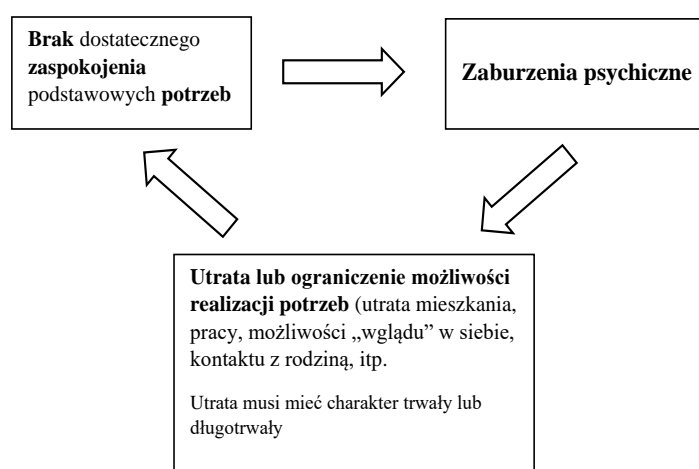 Brak dostatecznego
zaspokojenia
podstawowych potrzeb
Zaburzenia psychiczne
Utrata lub ograniczenie możliwości
realizacji potrzeb (utrata mieszkania,
pracy, możliwości „wglądu” w siebie,
kontaktu z rodziną, itp.
Utrata musi mieć charakter trwały lub
długotrwały